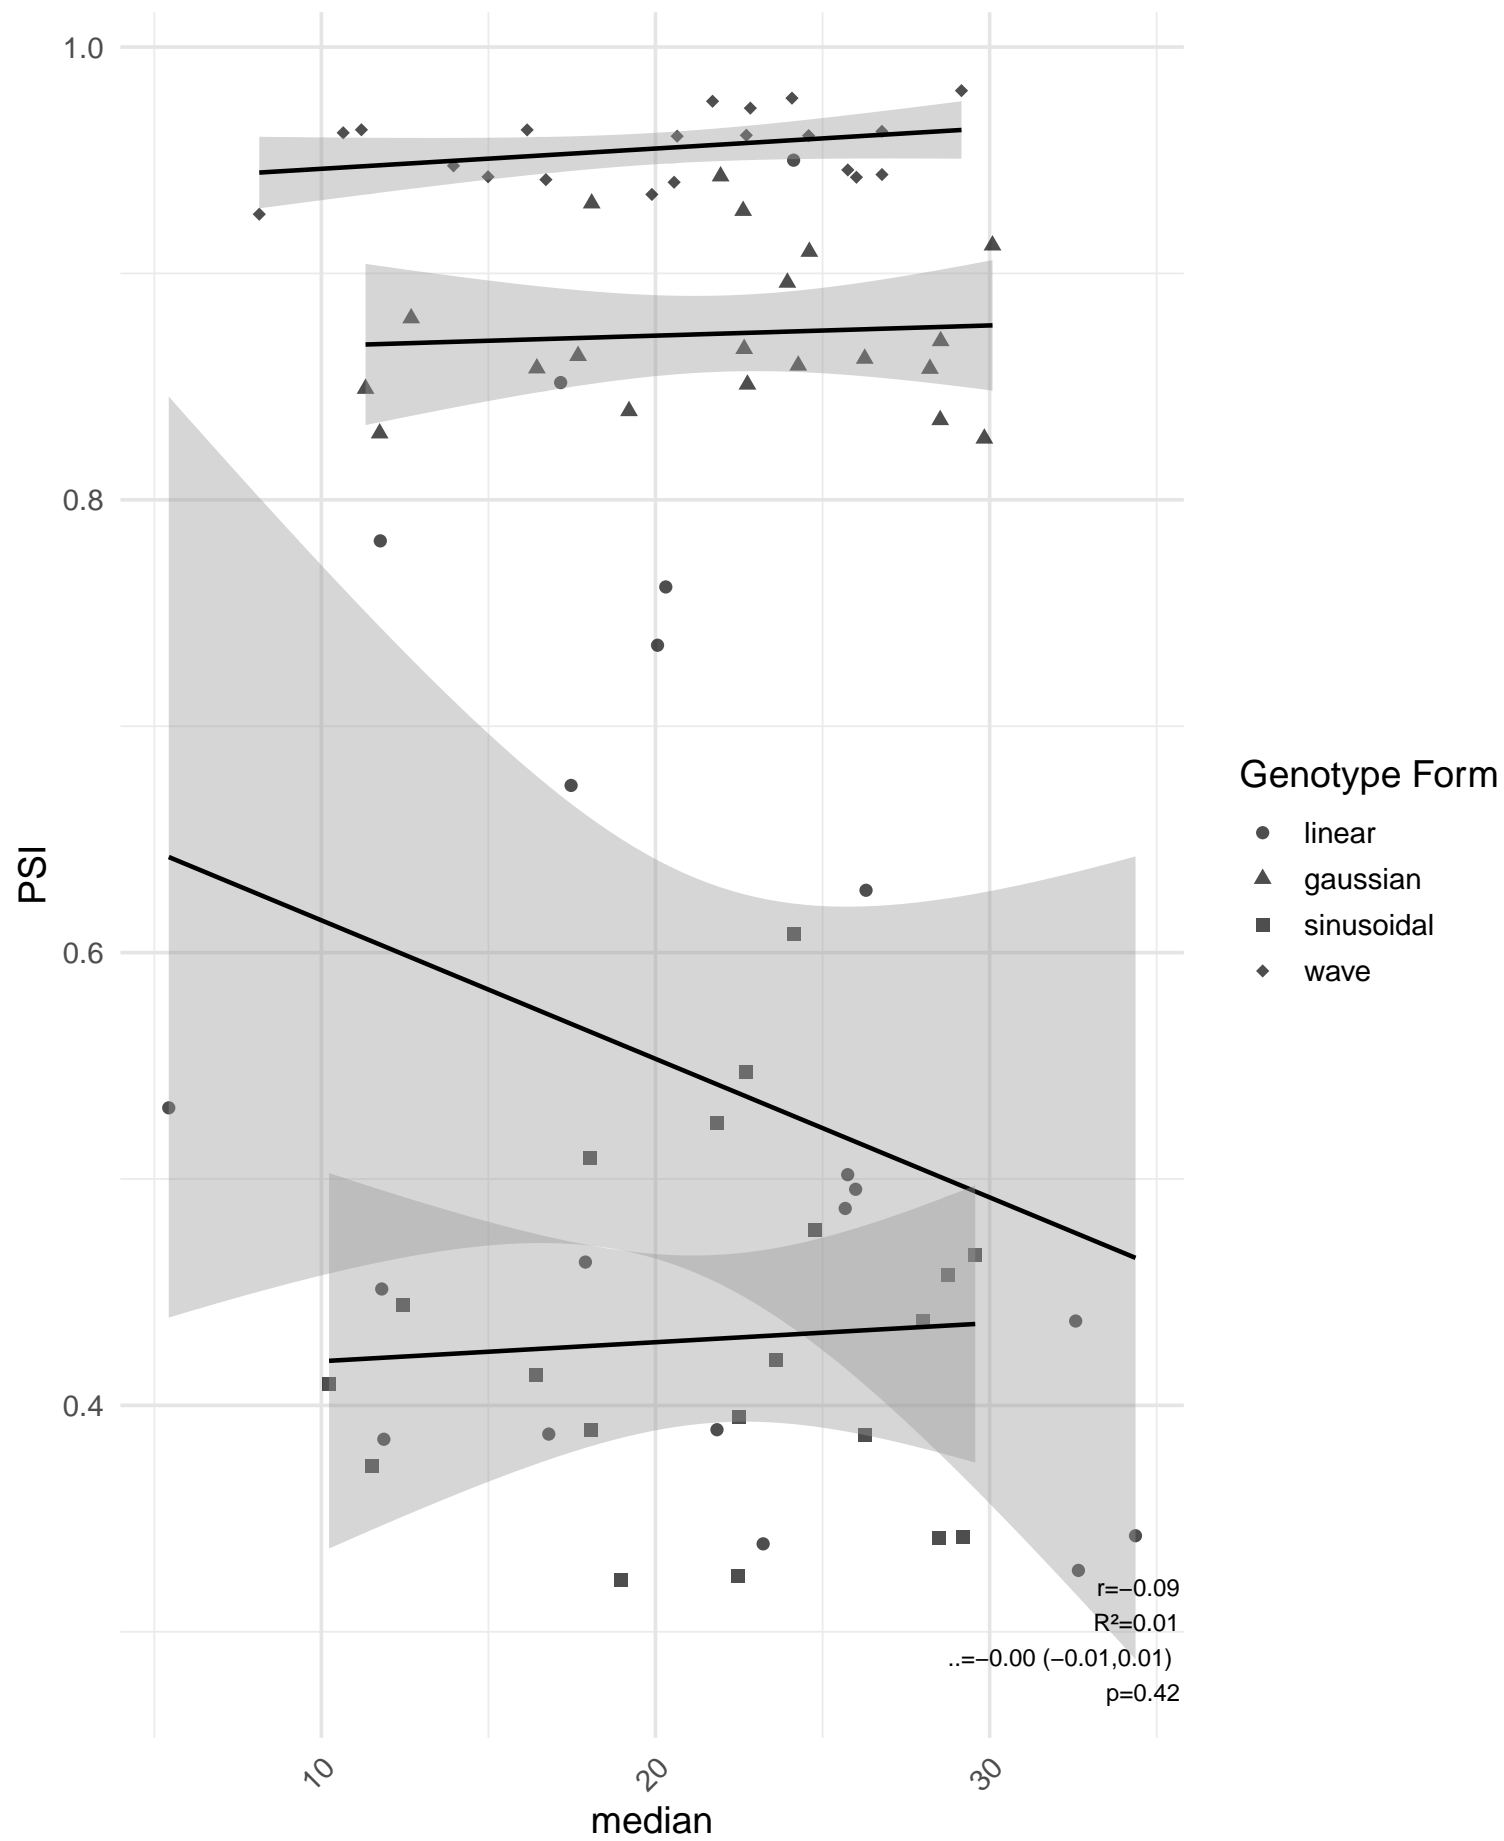 1.0
0.8
0.6
0.4
PSI
10
20
30
median
Genotype Form
linear
gaussian
sinusoidal
wave
r=−0.09
R²=0.01
..=−0.00 (−0.01,0.01)
p=0.42